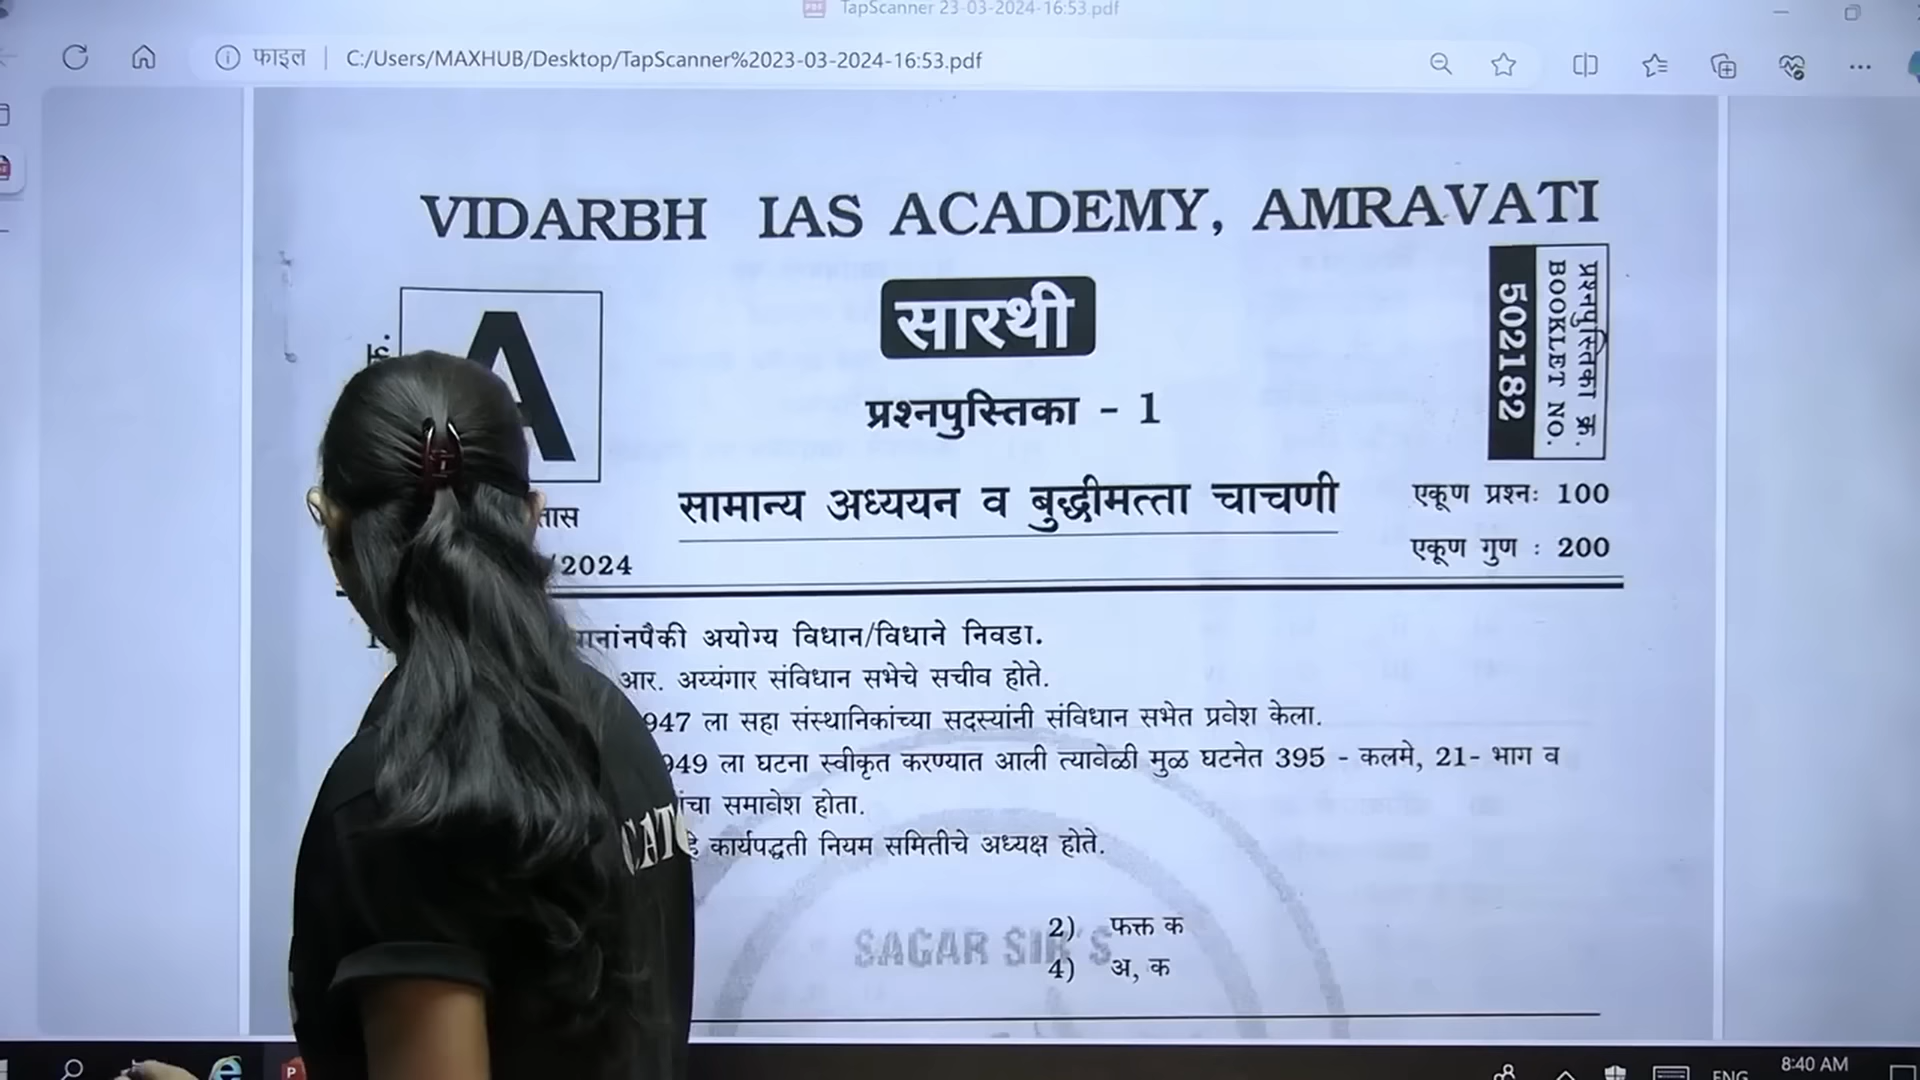 TapScanner 23-03-2024-16:53.pdf
फाइल | C:/Users/MAXHUB/Desktop/TapScanner%2023-03-2024-16:53.pdf
VIDARBH IAS ACADEMY, AMRAVATI
A
सारथी
प्रश्नपुस्तिका क्र.
BOOKLET NO.
502182
प्रश्नपुस्तिका - 1
सामान्य अध्ययन व बुद्धीमत्ता चाचणी
एकूण प्रश्नः 100
एकूण गुण : 200
/2024
अयोग्य विधान/विधाने निवडा.
आर. अय्यंगार संविधान सभेचे सचीव होते.
947 ला सहा संस्थानिकांच्या सदस्यांनी संविधान सभेत प्रवेश केला.
949 ला घटना स्वीकृत करण्यात आली त्यावेळी मुळ घटनेत 395 - कलमे, 21- भाग व
समावेश होता.
हे कार्यपद्धती नियम समितीचे अध्यक्ष होते.
2) फक्त क
4) अ, क
SAGAR SIR'S
CATO
ENG
8:40 AM